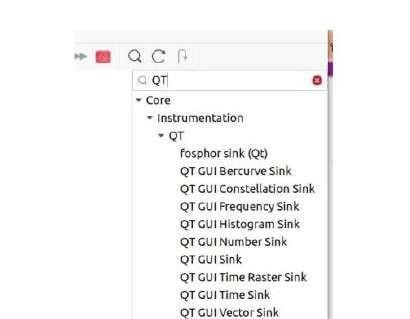 QT
Core
Instrumentation
QT
fosphor sink (Qt)
QT GUI Bercurve Sink
QT GUI Constellation Sink
QT GUI Frequency Sink
QT GUI Histogram Sink
QT GUI Number Sink
QT GUI Sink
QT GUI Time Raster Sink
QT GUI Time Sink
QT GUI Vector Sink